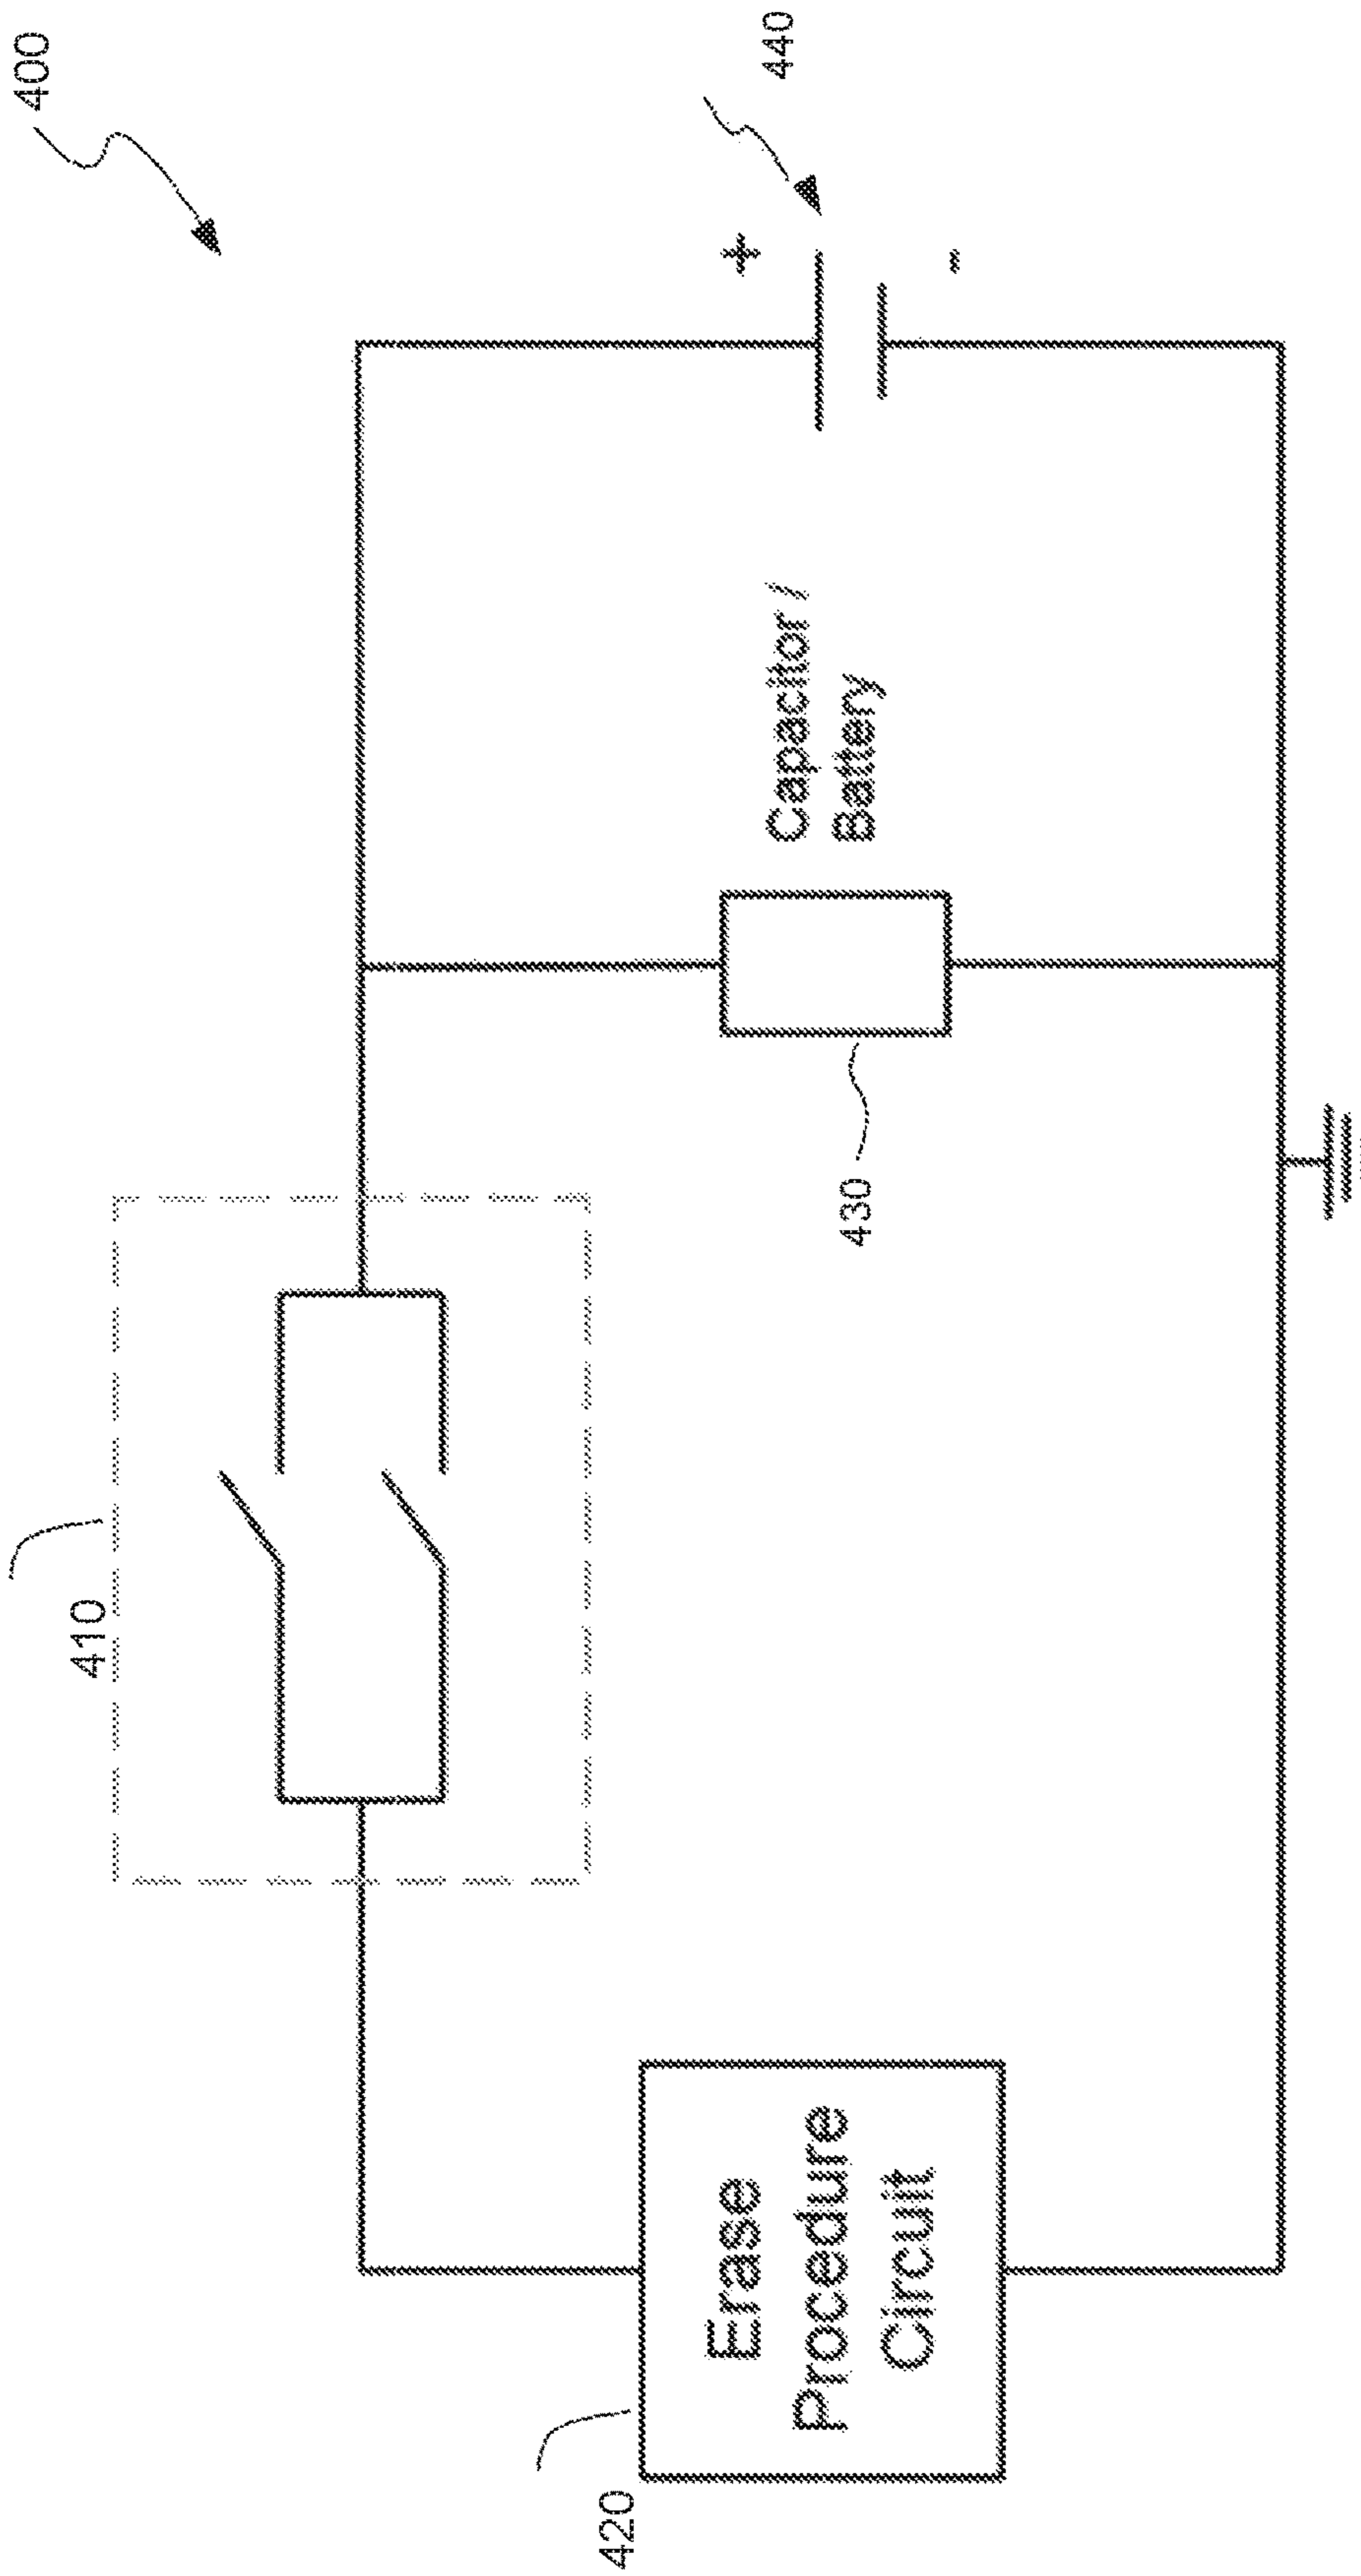 400
410
440
+
-
Capacitor /
Battery
430
420
Erase
Procedure
Circuit